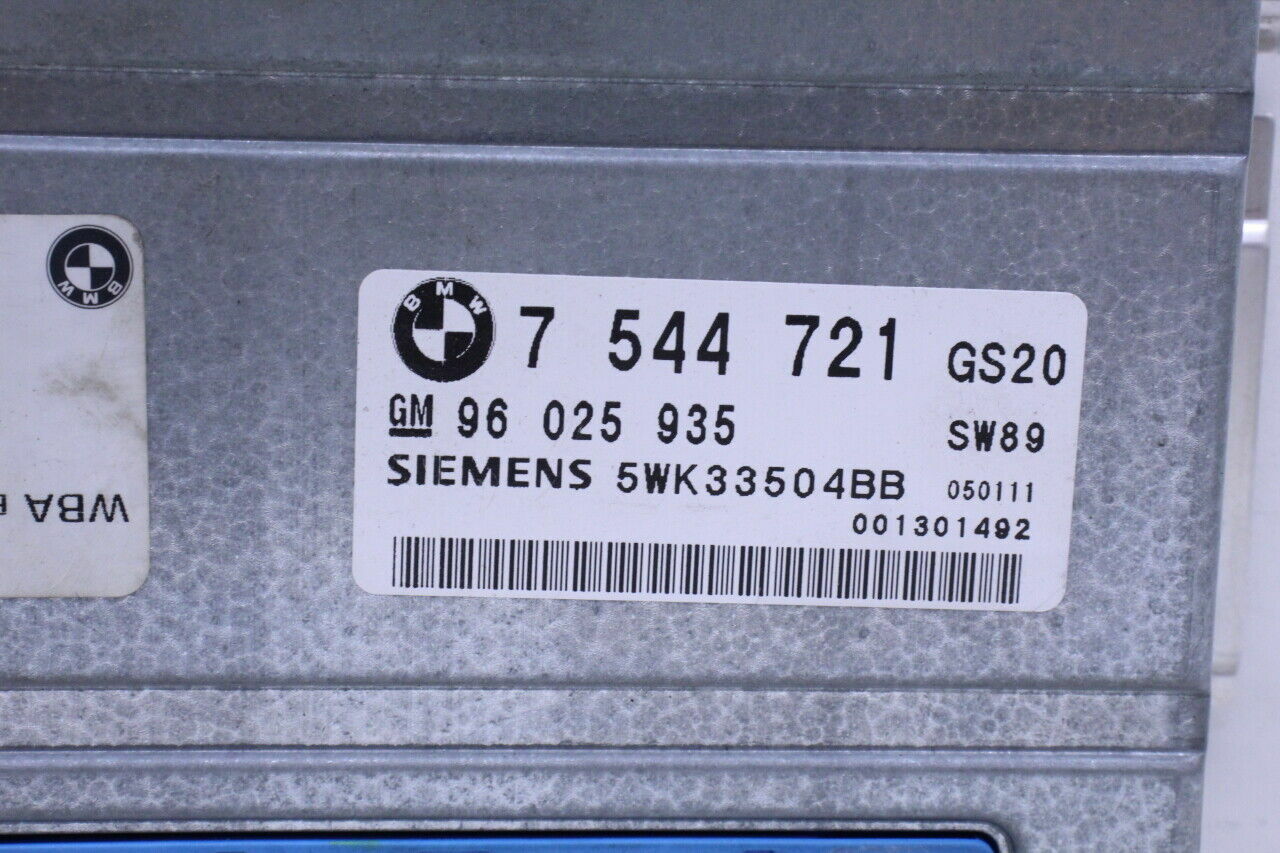 BMW 7 544 721 GS20
GM 96 025 935 SW89
SIEMENS 5WK33504BB 050111
001301492
BMW
WBA